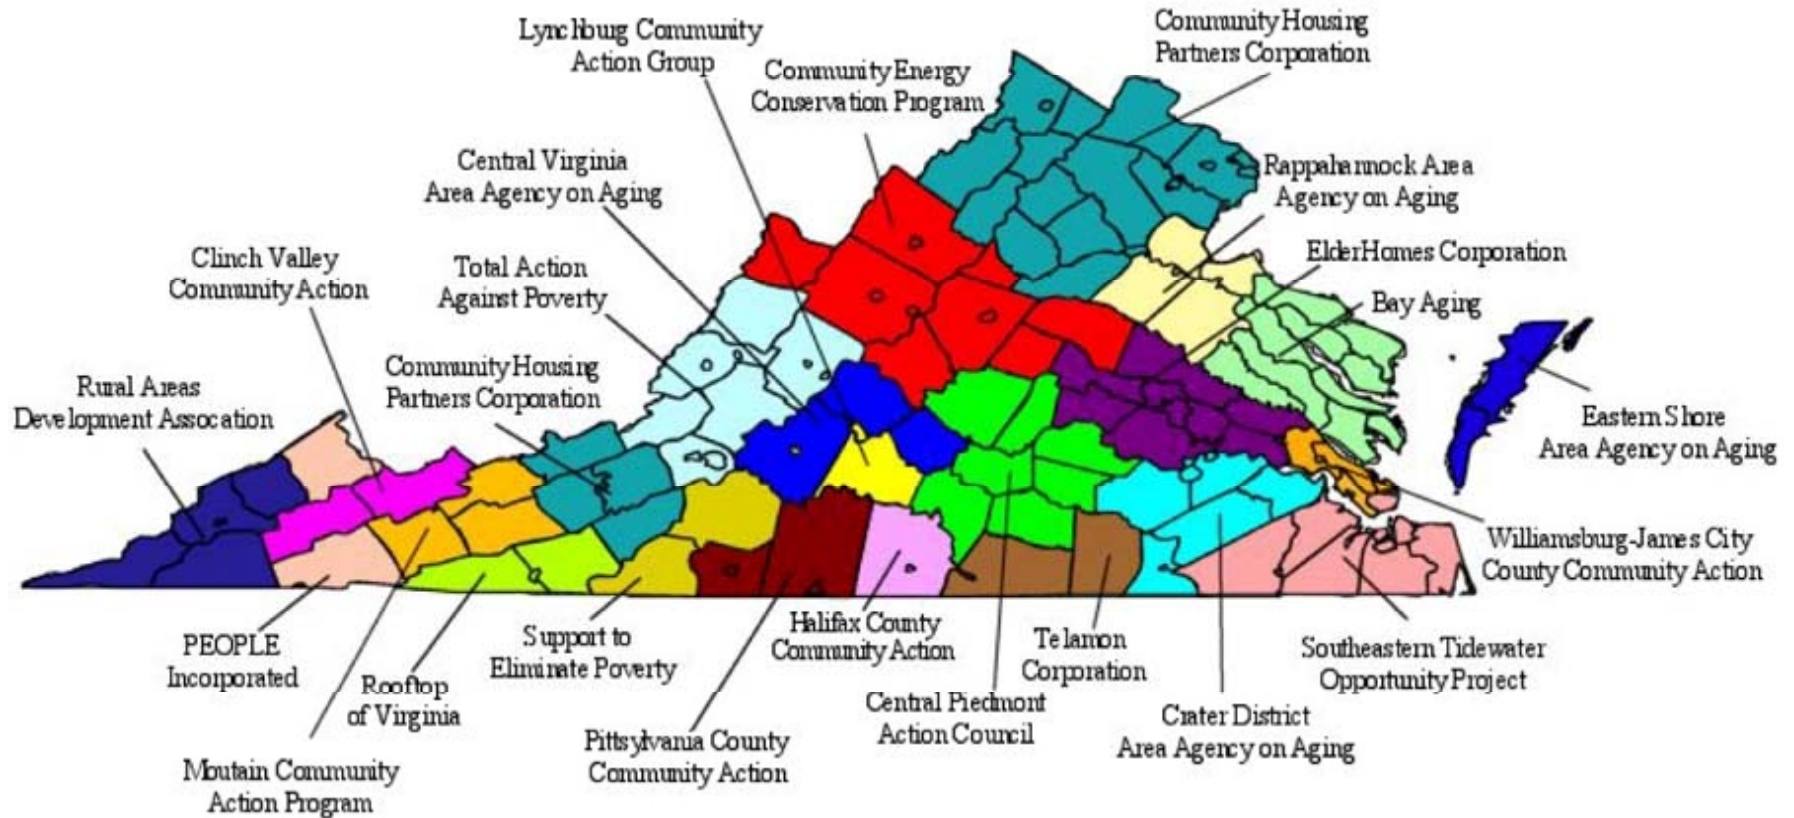 Lynchburg Community
Action Group
Community Energy
Conservation Program
Community Housing
Partners Corporation
Central Virginia
Area Agency on Aging
Rappahannock Area
Agency on Aging
Clinch Valley
Community Action
Total Action
Against Poverty
ElderHomes Corporation
Bay Aging
Rural Areas
Development Assocation
Community Housing
Partners Corporation
Eastern Shore
Area Agency on Aging
Williamsburg-James City
County Community Action
PEOPLE
Incorporated
Rooftop
of Virginia
Support to
Eliminate Poverty
Halifax County
Community Action
Telamon
Corporation
Southeastern Tidewater
Opportunity Project
Moutain Community
Action Program
Pittsylvania County
Community Action
Central Piedmont
Action Council
Crater District
Area Agency on Aging